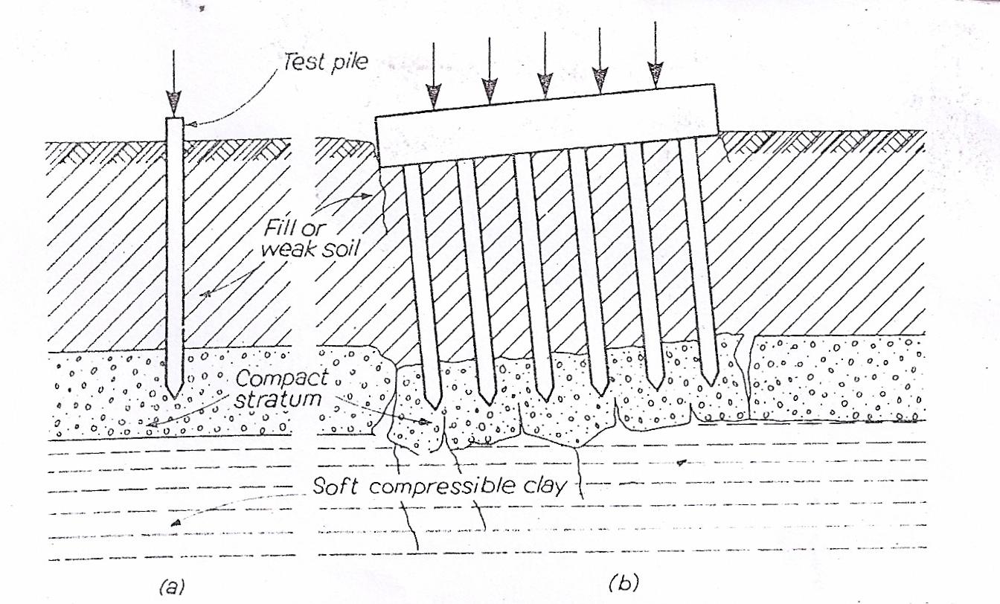 Test pile
Fill or
weak soil
Compact
stratum
Soft compressible clay
(a)
(b)